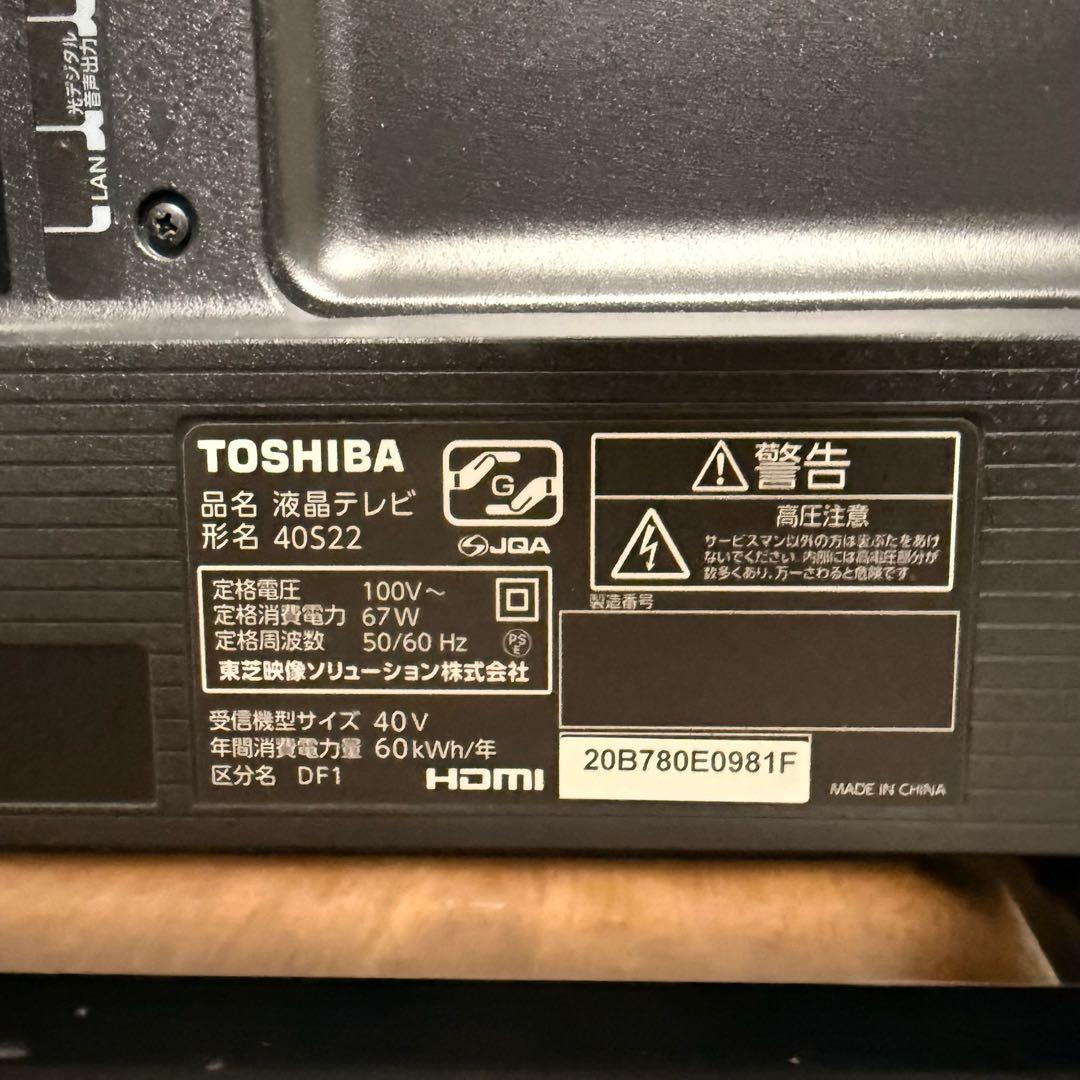 光デジタル
音声出力
LAN
TOSHIBA
品名 液晶テレビ
形名 40S22
G
JQA
定格電圧 100V～
定格消費電力 67W
定格周波数 50/60 Hz
PS
E
東芝映像ソリューション株式会社
受信機型サイズ 40V
年間消費電力量 60kWh/年
区分名 DF1
HDMI
警告
高圧注意
サービスマン以外の方は裏ぶたをあけ
ないでください。内部には高電圧部分が
数多くあり、万一さわると危険です
製造番号
20B780E0981F
MADE IN CHINA